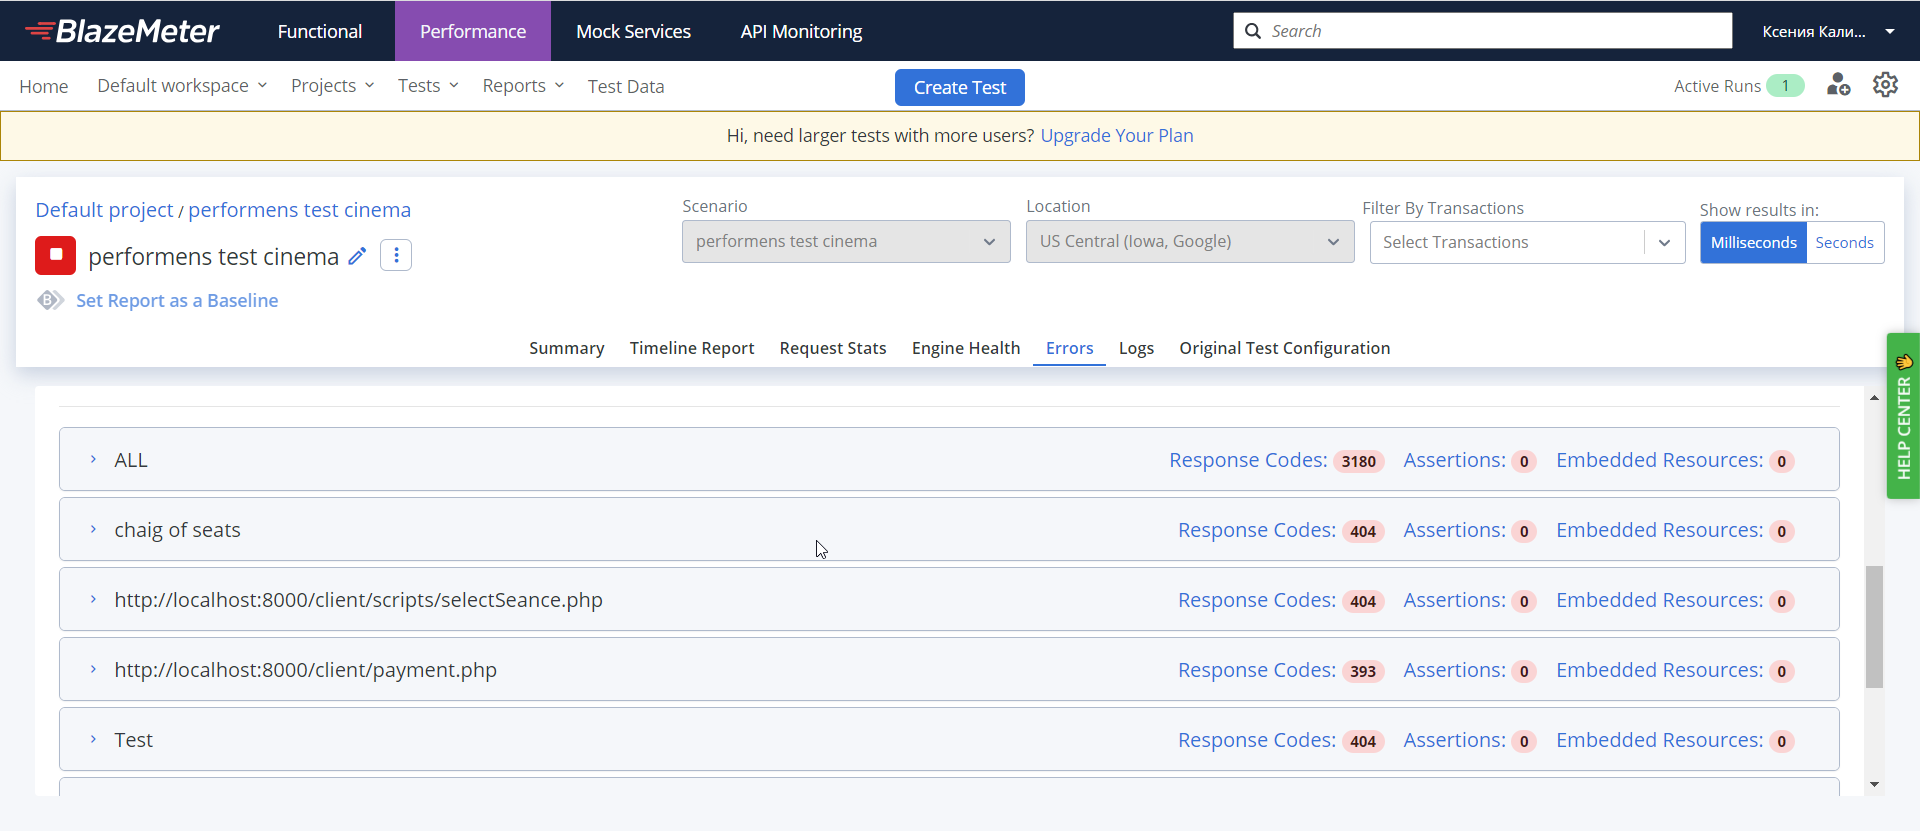 BlazeMeter Functional Performance Mock Services API Monitoring Search Ксения Кали...
Home Default workspace Projects Tests Reports Test Data Create Test Active Runs 1
Hi, need larger tests with more users? Upgrade Your Plan
Default project / performens test cinema
Scenario Location Filter By Transactions Show results in:
performens test cinema US Central (Iowa, Google) Select Transactions Milliseconds Seconds
performens test cinema
Set Report as a Baseline
Summary Timeline Report Request Stats Engine Health Errors Logs Original Test Configuration
HELP CENTER
ALL Response Codes: 3180 Assertions: 0 Embedded Resources: 0
chaig of seats Response Codes: 404 Assertions: 0 Embedded Resources: 0
http://localhost:8000/client/scripts/selectSeance.php Response Codes: 404 Assertions: 0 Embedded Resources: 0
http://localhost:8000/client/payment.php Response Codes: 393 Assertions: 0 Embedded Resources: 0
Test Response Codes: 404 Assertions: 0 Embedded Resources: 0